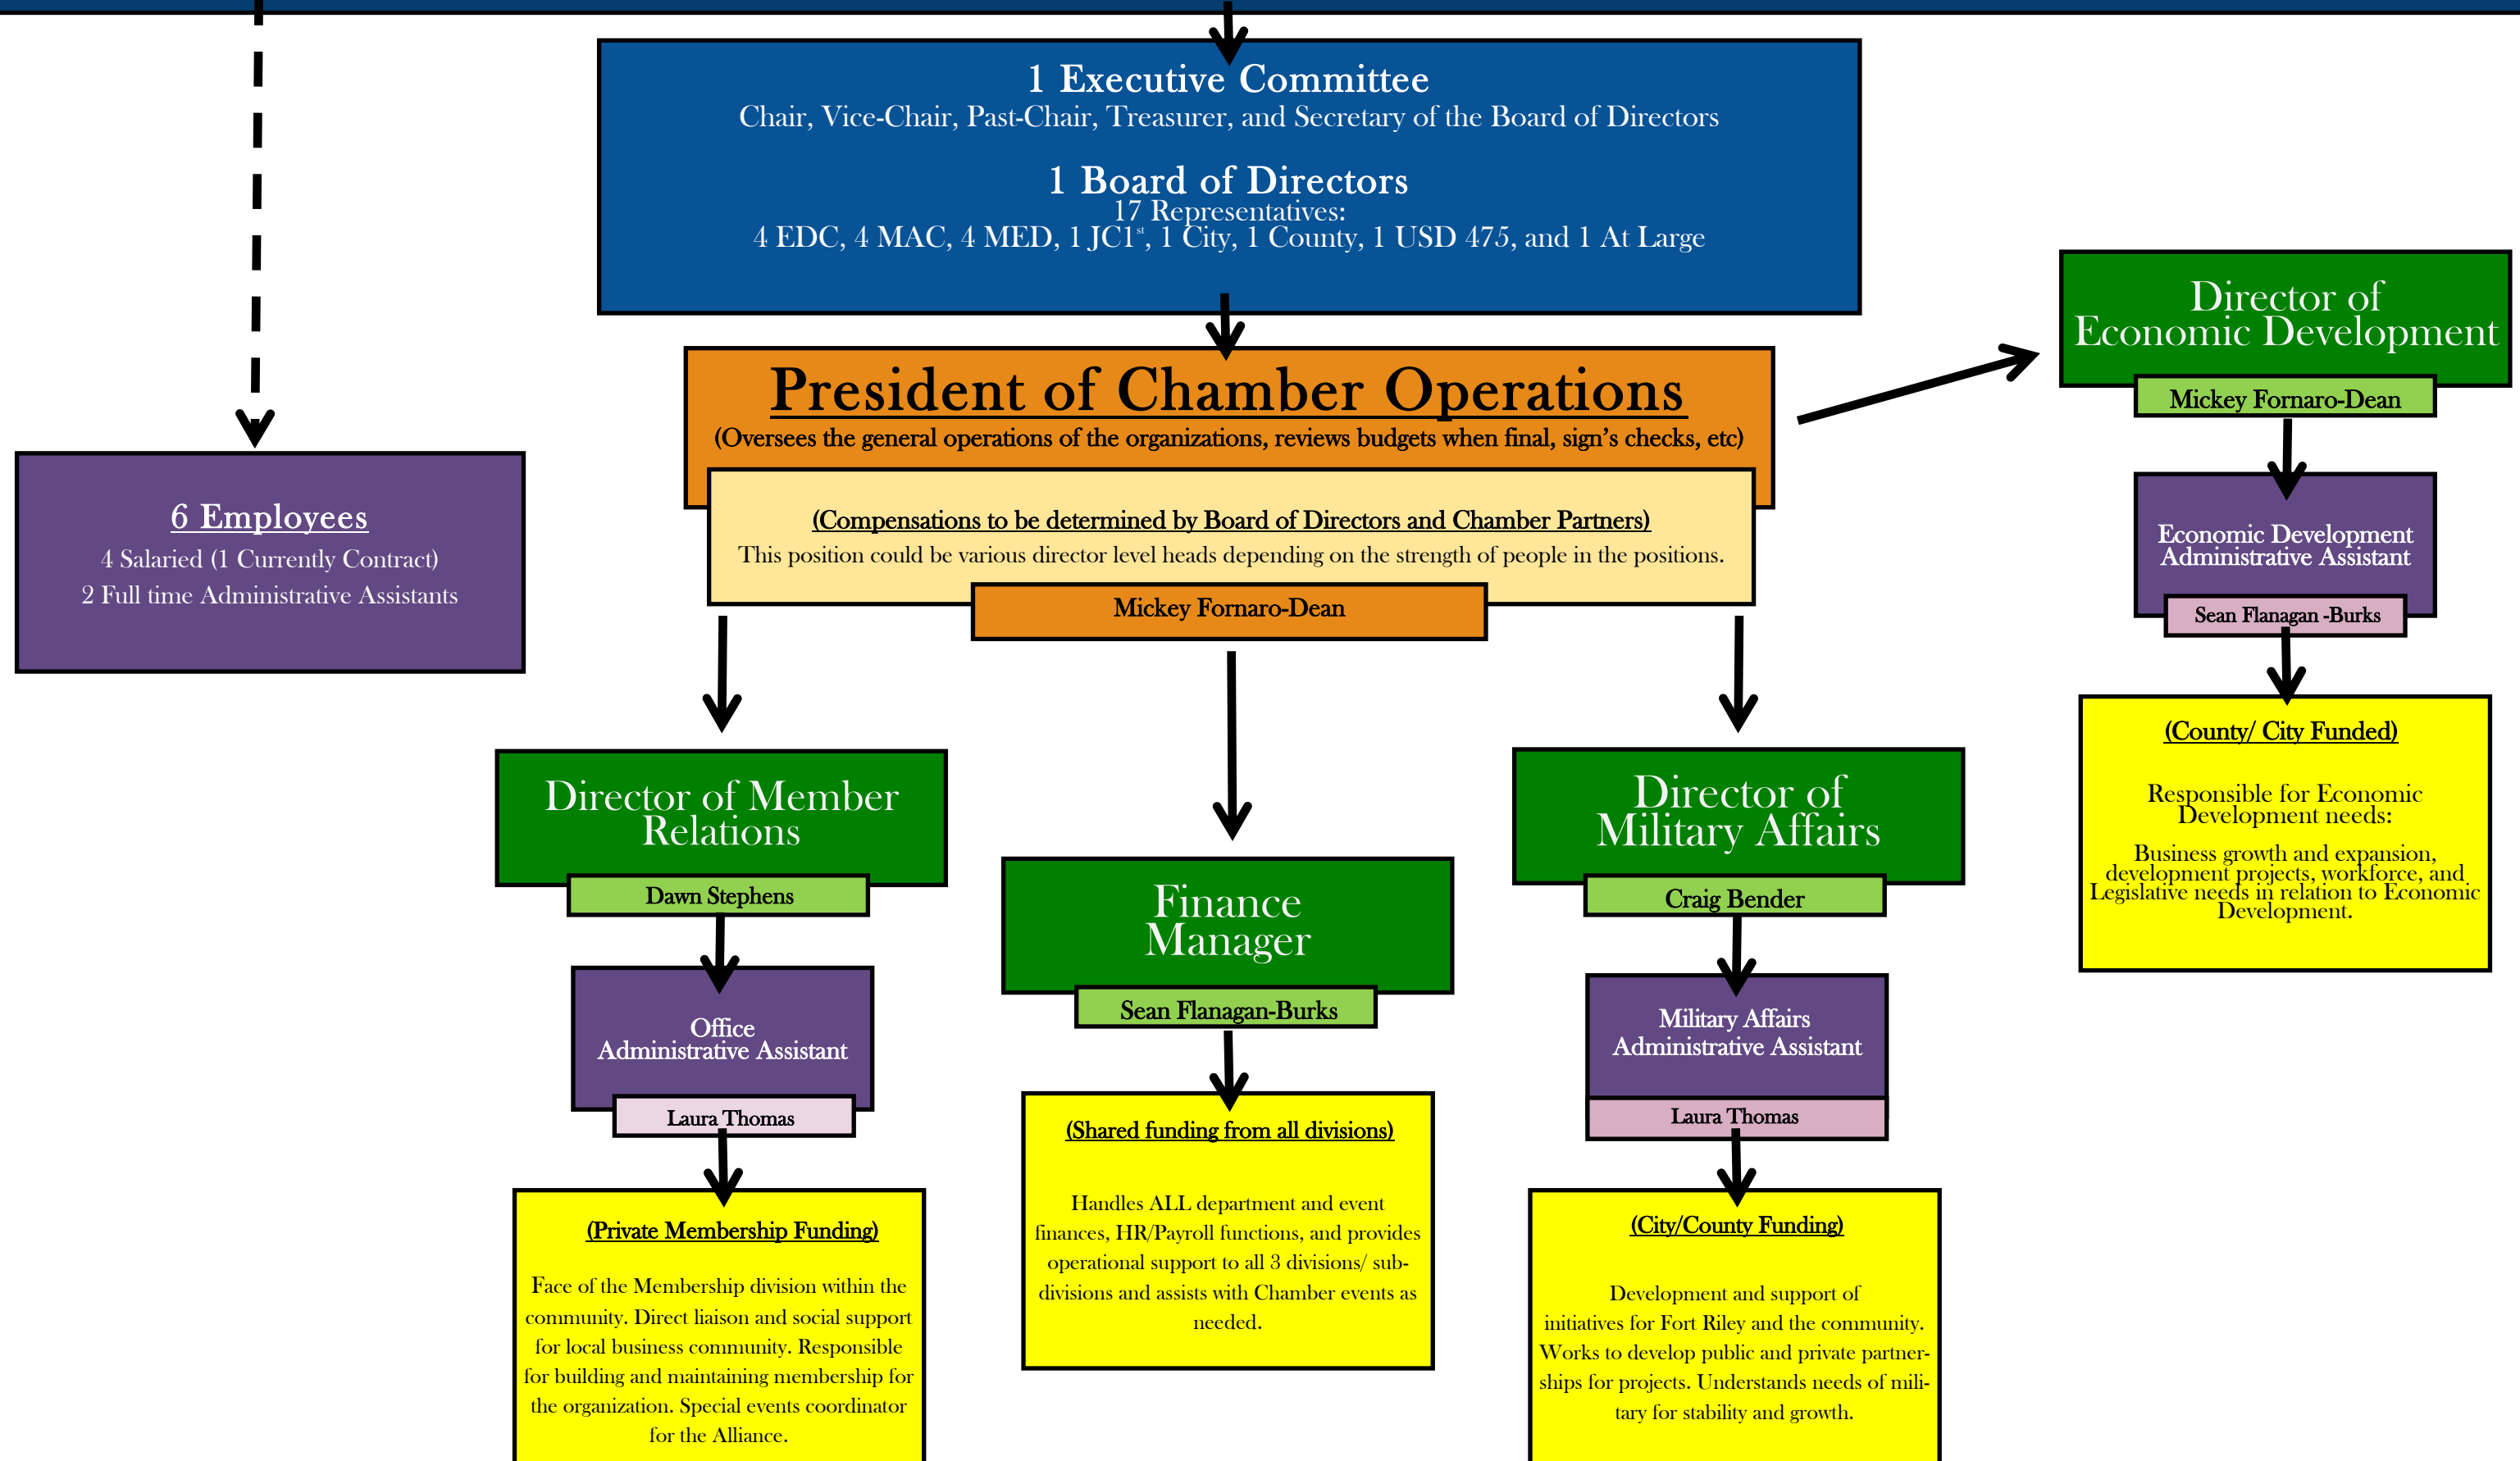 1 Executive Committee
Chair, Vice-Chair, Past-Chair, Treasurer, and Secretary of the Board of Directors
1 Board of Directors
17 Representatives:
4 EDC, 4 MAC, 4 MED, 1 JC1st, 1 City, 1 County, 1 USD 475, and 1 At Large
President of Chamber Operations
(Oversees the general operations of the organizations, reviews budgets when final, sign’s checks, etc)
(Compensations to be determined by Board of Directors and Chamber Partners)
This position could be various director level heads depending on the strength of people in the positions.
Mickey Fornaro-Dean
6 Employees
4 Salaried (1 Currently Contract)
2 Full time Administrative Assistants
Director of
Economic Development
Mickey Fornaro-Dean
Economic Development
Administrative Assistant
Sean Flanagan -Burks
(County/ City Funded)
Responsible for Economic
Development needs:
Business growth and expansion,
development projects, workforce, and
Legislative needs in relation to Economic
Development.
Director of Member
Relations
Dawn Stephens
Office
Administrative Assistant
Laura Thomas
(Private Membership Funding)
Face of the Membership division within the
community. Direct liaison and social support
for local business community. Responsible
for building and maintaining membership for
the organization. Special events coordinator
for the Alliance.
Finance
Manager
Sean Flanagan-Burks
(Shared funding from all divisions)
Handles ALL department and event
finances, HR/Payroll functions, and provides
operational support to all 3 divisions/ sub-
divisions and assists with Chamber events as
needed.
Director of
Military Affairs
Craig Bender
Military Affairs
Administrative Assistant
Laura Thomas
(City/County Funding)
Development and support of
initiatives for Fort Riley and the community.
Works to develop public and private partner-
ships for projects. Understands needs of mili-
tary for stability and growth.